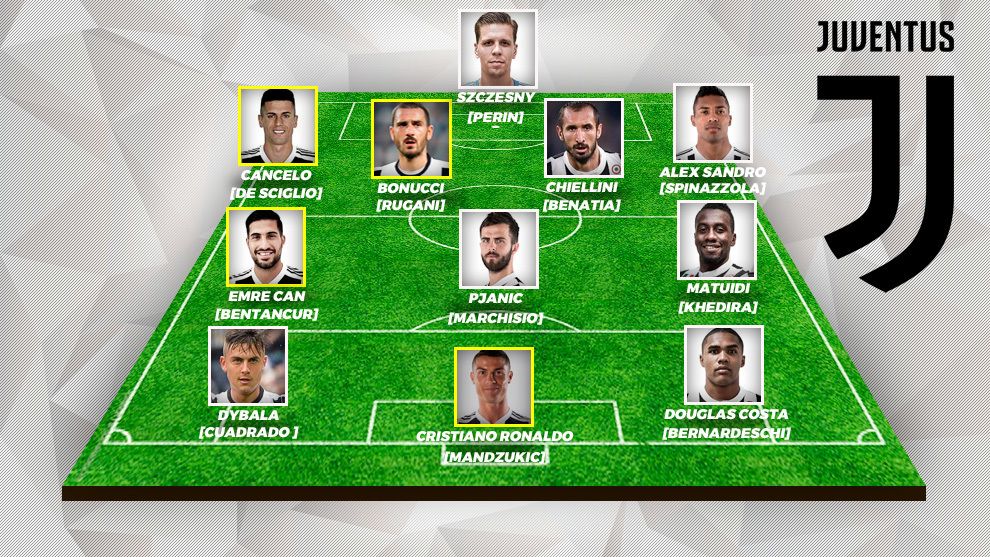 JUVENTUS
SZCZESNY
[PERIN]
CANCELO
[DE SCIGLIO]
BONUCCI
[RUGANI]
CHIELLINI
[BENATIA]
ALEX SANDRO
[SPINAZZOLA]
EMRE CAN
[BENTANCUR]
PJANIC
[MARCHISIO]
MATUIDI
[KHEDIRA]
DYBALA
[CUADRADO ]
CRISTIANO RONALDO
[MANDZUKIC]
DOUGLAS COSTA
[BERNARDESCHI]